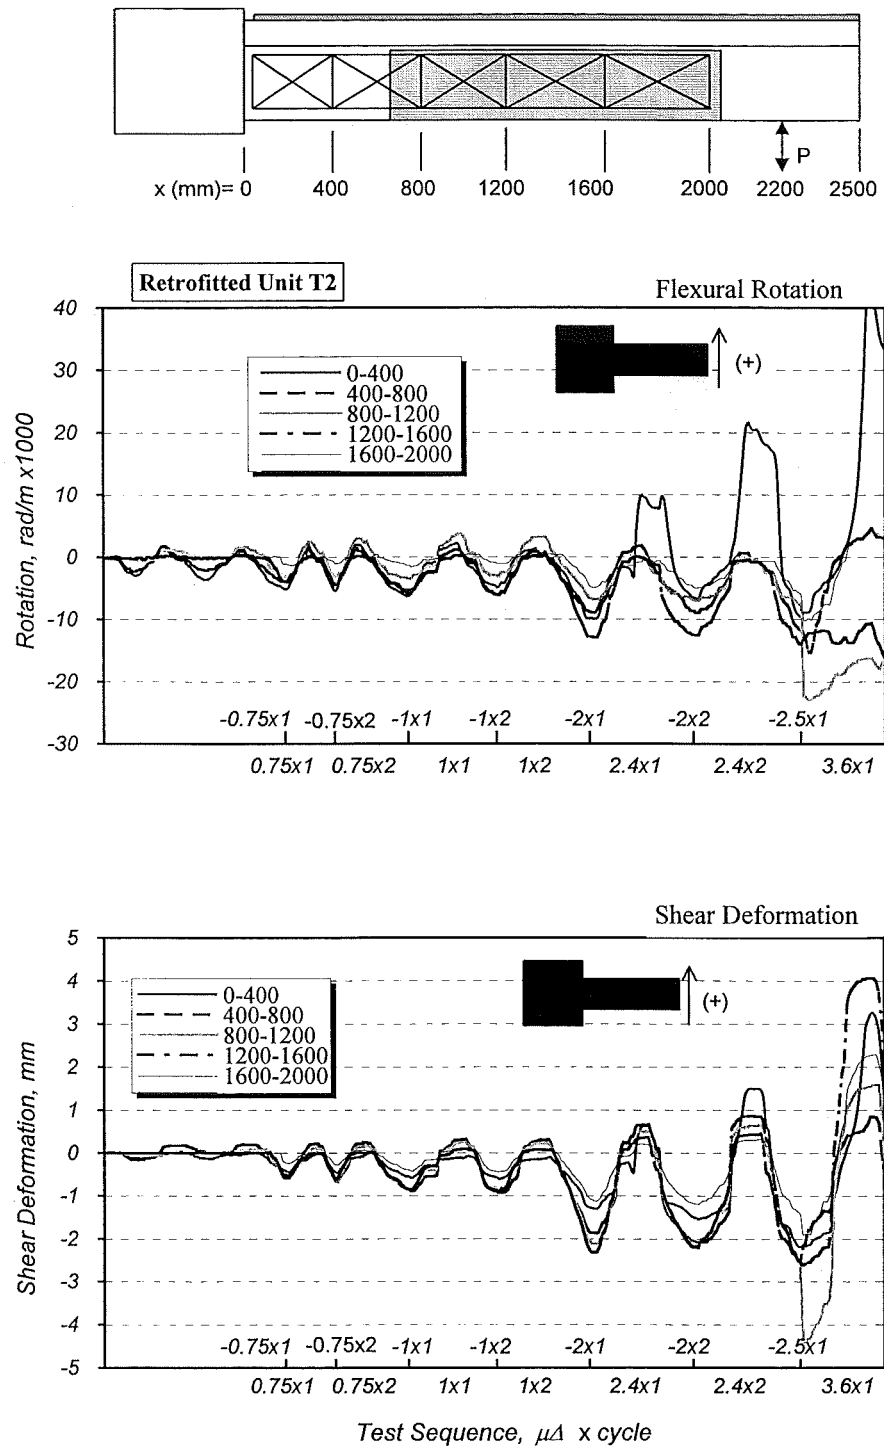 P
x (mm)= 0 400 800 1200 1600 2000 2200 2500
Retrofitted Unit T2
Flexural Rotation
40
30
20
10
0
-10
-20
-30
Rotation, rad/m x1000
0-400
400-800
800-1200
1200-1600
1600-2000
(+)
-0.75x1 -0.75x2 -1x1 -1x2 -2x1 -2x2 -2.5x1
0.75x1 0.75x2 1x1 1x2 2.4x1 2.4x2 3.6x1
Shear Deformation
5
4
3
2
1
0
-1
-2
-3
-4
-5
Shear Deformation, mm
0-400
400-800
800-1200
1200-1600
1600-2000
(+)
-0.75x1 -0.75x2 -1x1 -1x2 -2x1 -2x2 -2.5x1
0.75x1 0.75x2 1x1 1x2 2.4x1 2.4x2 3.6x1
Test Sequence, μΔ x cycle